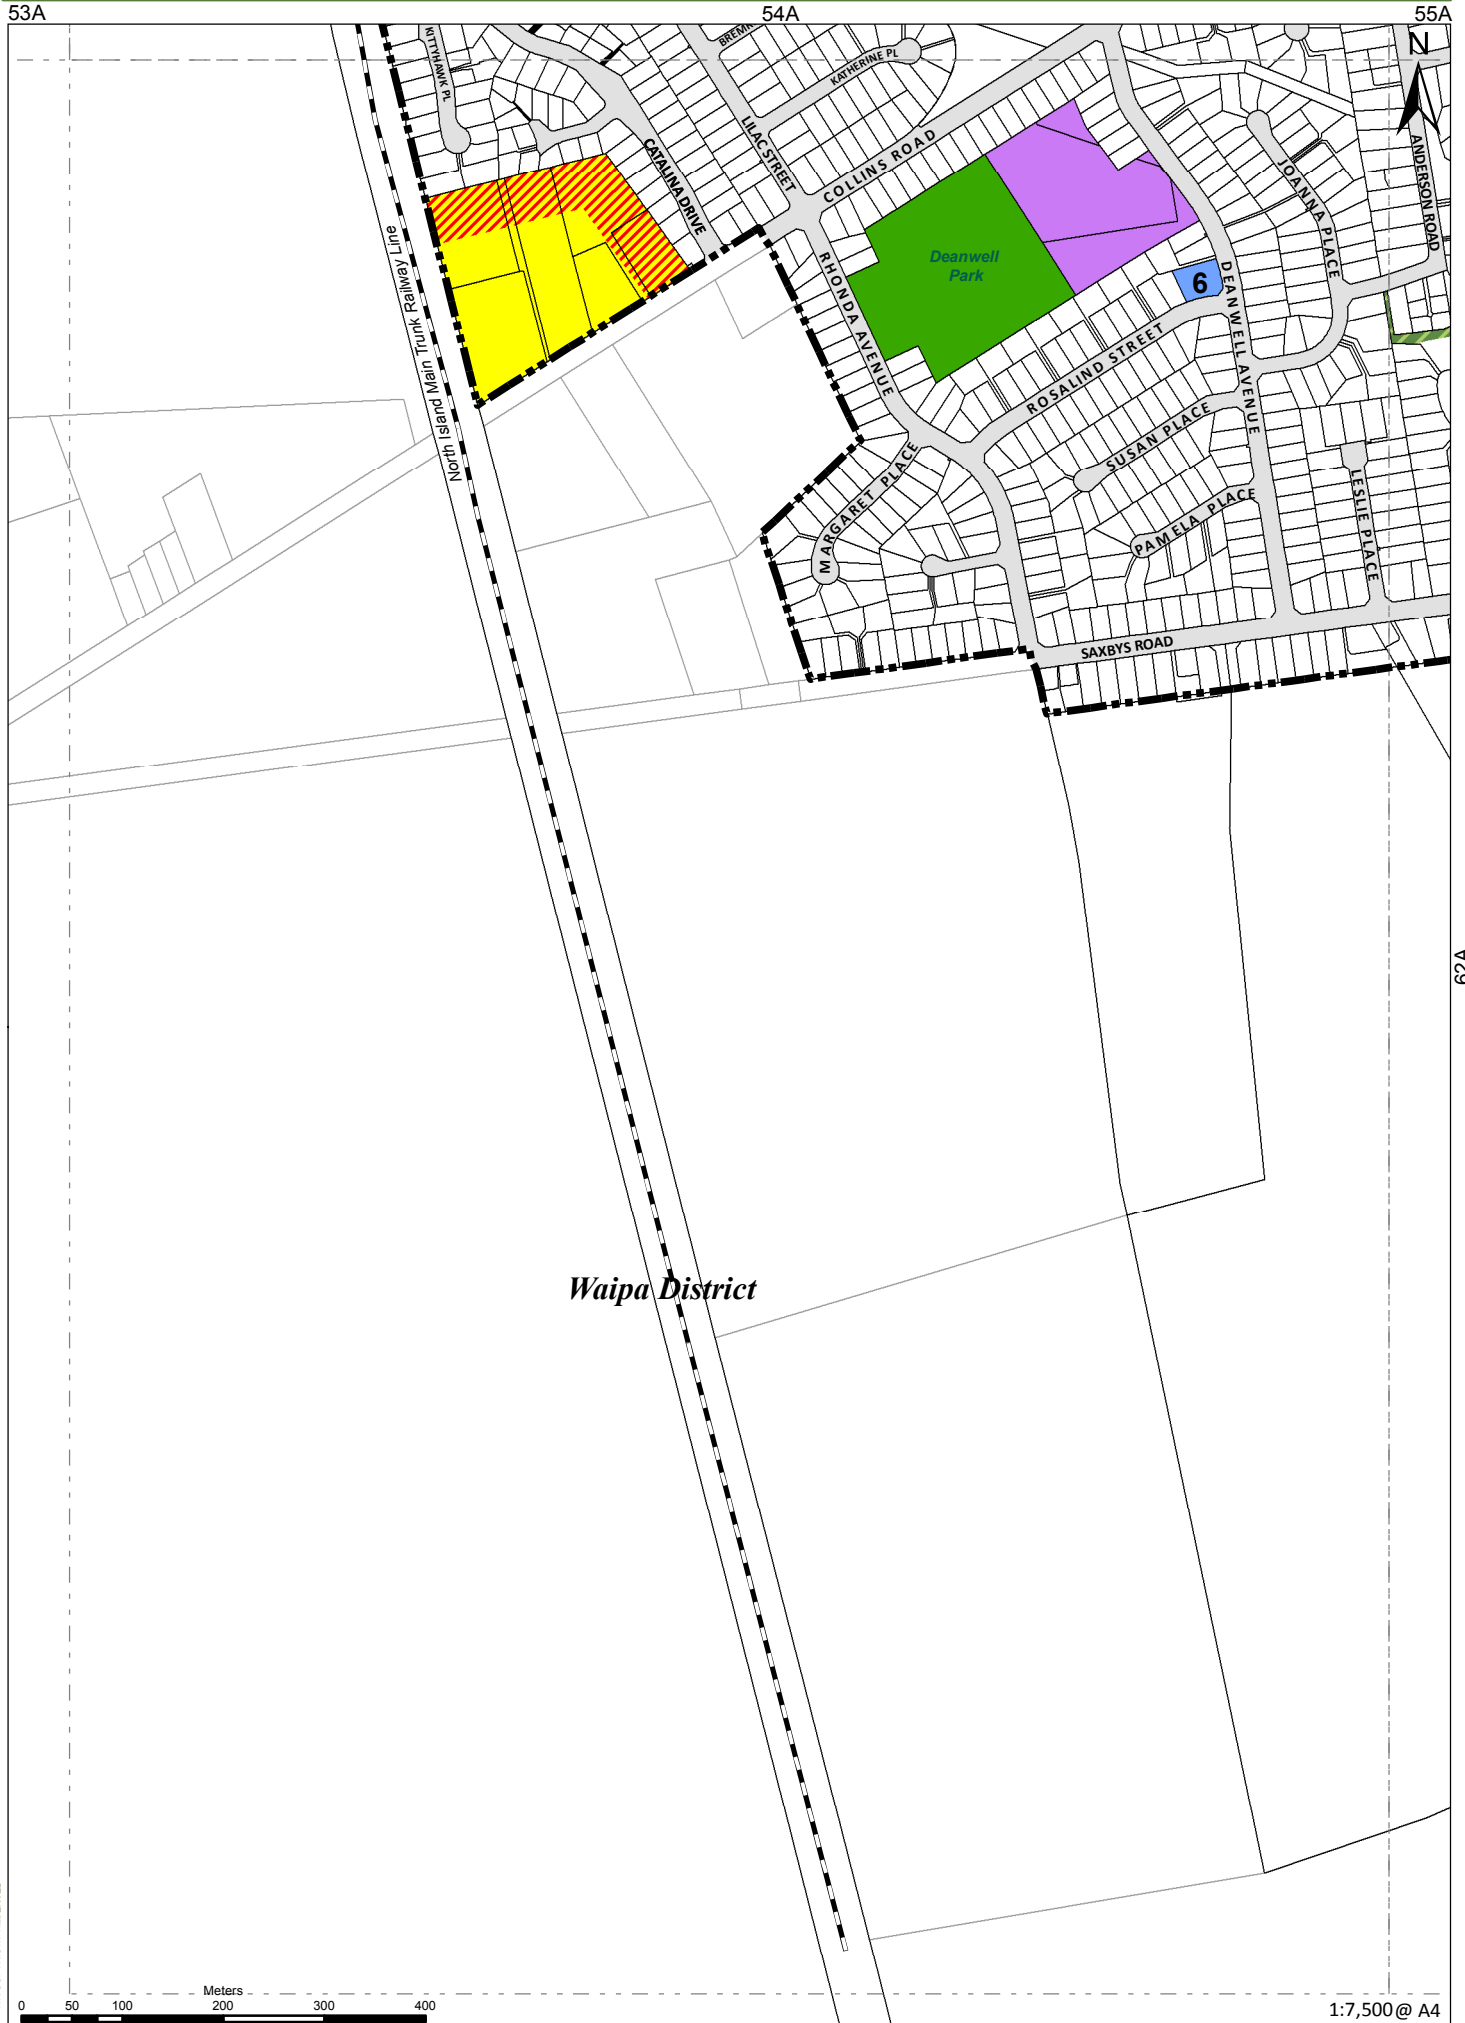 53A
54A
55A
N
KITTYHAWK PL
KATHERINE PL
LILAC STREET
CATALINA DRIVE
COLLINS ROAD
JOANNA PLACE
ANDERSON ROAD
North Island Main Trunk Railway Line
RHONDA AVENUE
Deanwell
Park
6
DEANWELL AVENUE
ROSALIND STREET
SUSAN PLACE
MARGARET PLACE
PAMELA PLACE
LESLIE PLACE
SAXBYS ROAD
62A
Waipa District
Meters
0 50 100 200 300 400
1:7,500 @ A4